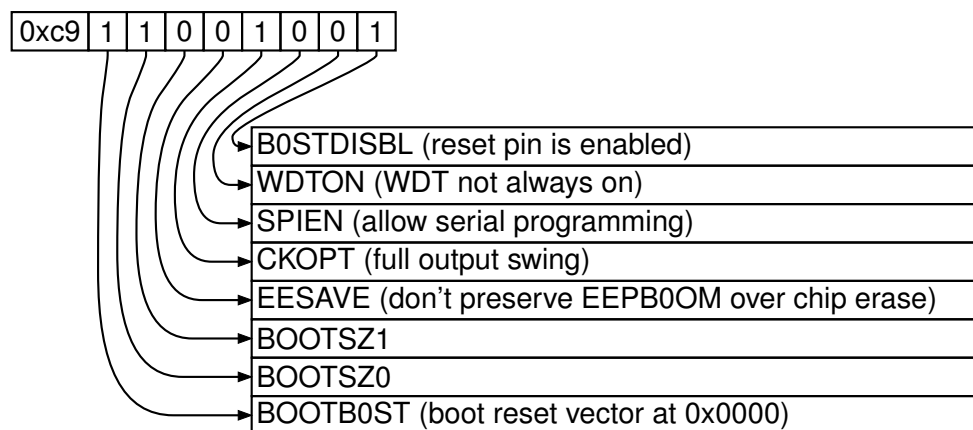 0xc9 1 1 0 0 1 0 0 1
B0STDISBL (reset pin is enabled)
WDTON (WDT not always on)
SPIEN (allow serial programming)
CKOPT (full output swing)
EESAVE (don't preserve EEPB0OM over chip erase)
BOOTSZ1
BOOTSZ0
BOOTB0ST (boot reset vector at 0x0000)